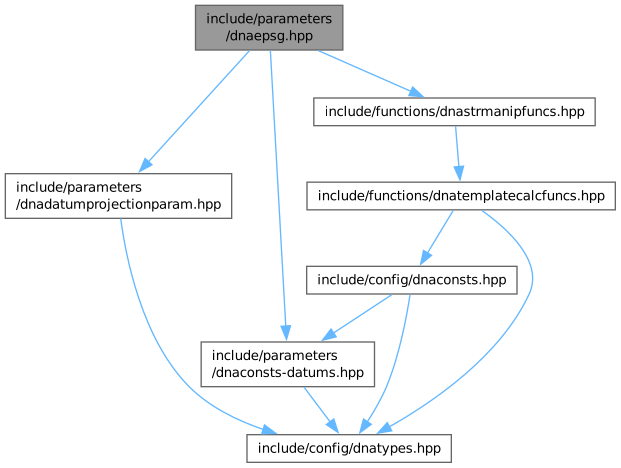 include/parameters
/dnaepsg.hpp
include/functions/dnastrmanipfuncs.hpp
include/parameters
/dnadatumprojectionparam.hpp
include/functions/dnatemplatecalcfuncs.hpp
include/config/dnaconsts.hpp
include/parameters
/dnaconsts-datums.hpp
include/config/dnatypes.hpp